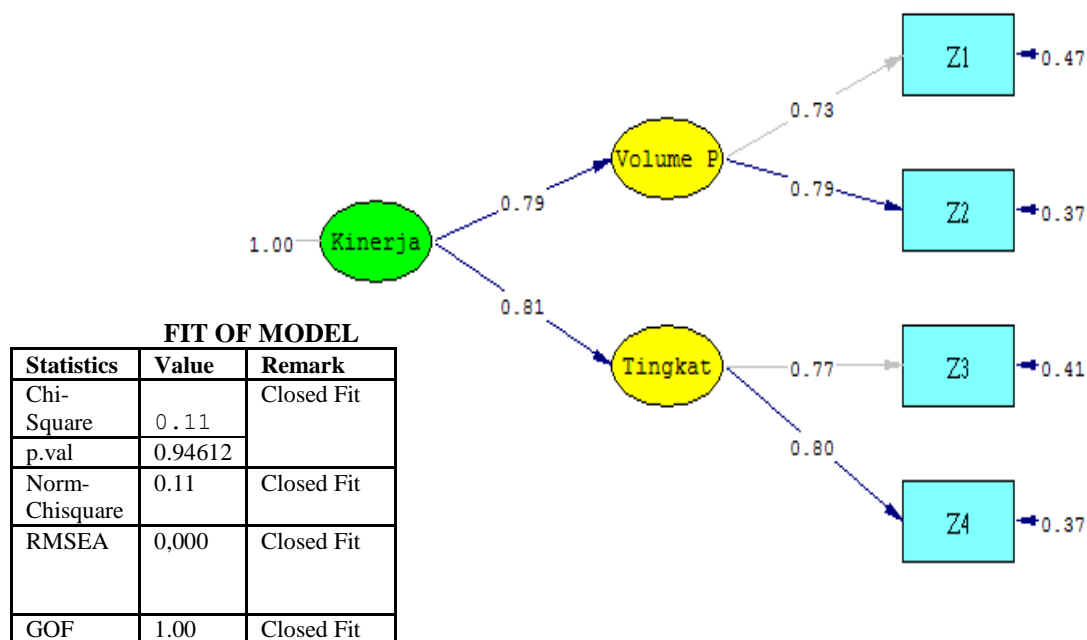 Z1
0.47
0.73
Volume P
0.79
Z2
0.37
0.79
1.00
Kinerja
0.81
FIT OF MODEL
Statistics Value Remark
Chi-
Square 0.11 Closed Fit
p.val 0.94612
Norm-
Chisquare 0.11 Closed Fit
RMSEA 0,000 Closed Fit
GOF 1.00 Closed Fit
Tingkat
0.77
Z3
0.41
0.80
Z4
0.37